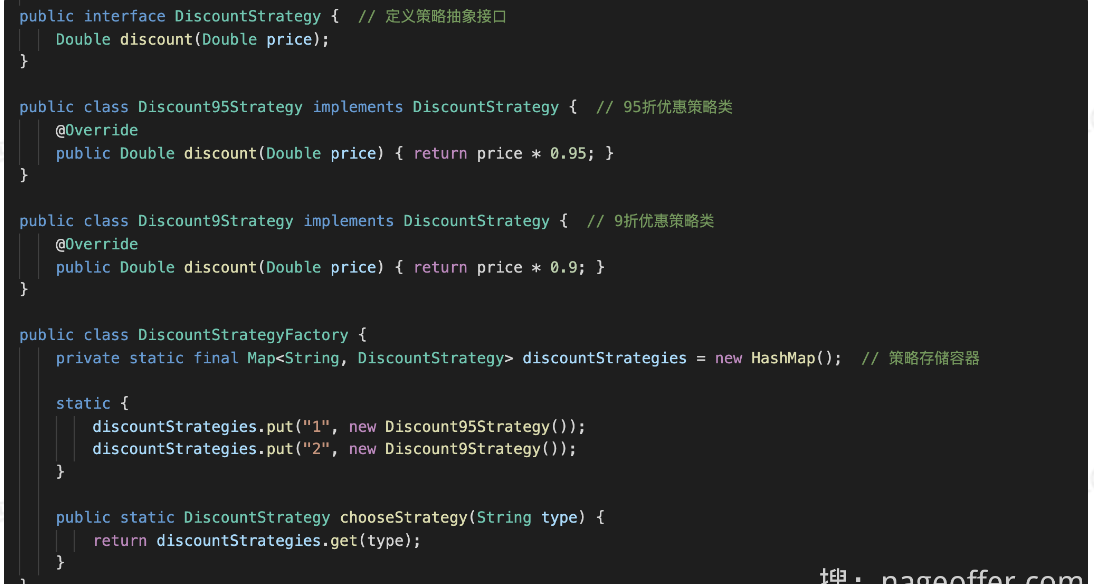 public interface DiscountStrategy {  // 定义策略抽象接口
    Double discount(Double price);
}

public class Discount95Strategy implements DiscountStrategy {  // 95折优惠策略类
    @Override
    public Double discount(Double price) { return price * 0.95; }
}

public class Discount9Strategy implements DiscountStrategy {  // 9折优惠策略类
    @Override
    public Double discount(Double price) { return price * 0.9; }
}

public class DiscountStrategyFactory {
    private static final Map<String, DiscountStrategy> discountStrategies = new HashMap();  // 策略存储容器

    static {
        discountStrategies.put("1", new Discount95Strategy());
        discountStrategies.put("2", new Discount9Strategy());
    }

    public static DiscountStrategy chooseStrategy(String type) {
        return discountStrategies.get(type);
    }
}
搜：nageoffer.com